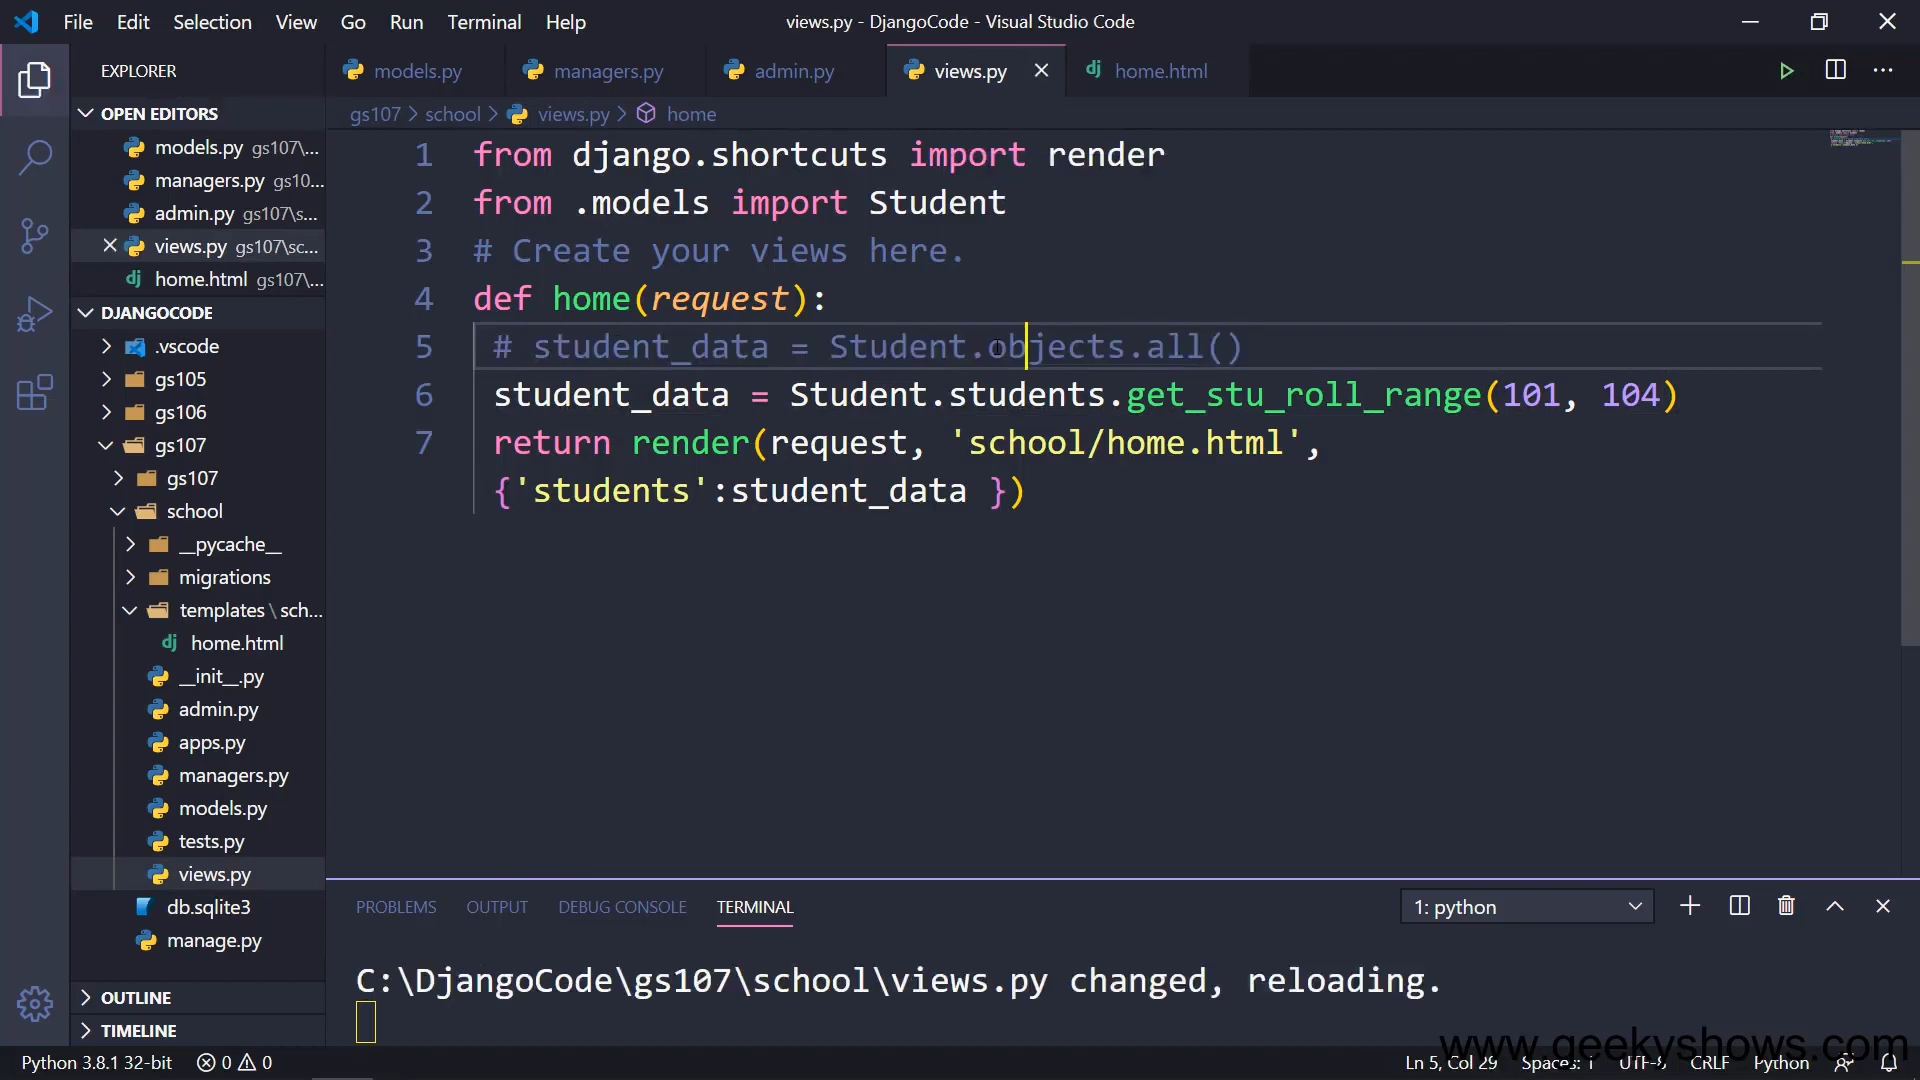 File Edit Selection View Go Run Terminal Help
views.py - DjangoCode - Visual Studio Code
EXPLORER
OPEN EDITORS
models.py gs107\...
managers.py gs10...
admin.py gs107\s...
views.py gs107\sc...
home.html gs107\...
DJANGOCODE
.vscode
gs105
gs106
gs107
gs107
school
__pycache__
migrations
templates \ sch...
home.html
__init__.py
admin.py
apps.py
managers.py
models.py
tests.py
views.py
db.sqlite3
manage.py
OUTLINE
TIMELINE
models.py managers.py admin.py views.py home.html
gs107 > school > views.py > home
1 from django.shortcuts import render
2 from .models import Student
3 # Create your views here.
4 def home(request):
5 # student_data = Student.objects.all()
6 student_data = Student.students.get_stu_roll_range(101, 104)
7 return render(request, 'school/home.html',
{'students':student_data })
PROBLEMS OUTPUT DEBUG CONSOLE TERMINAL
1: python
C:\DjangoCode\gs107\school\views.py changed, reloading.
www.geekyshows.com
Python 3.8.1 32-bit 0 0
Ln 5, Col 29 Spaces: 1 UTF-8 CRLF Python